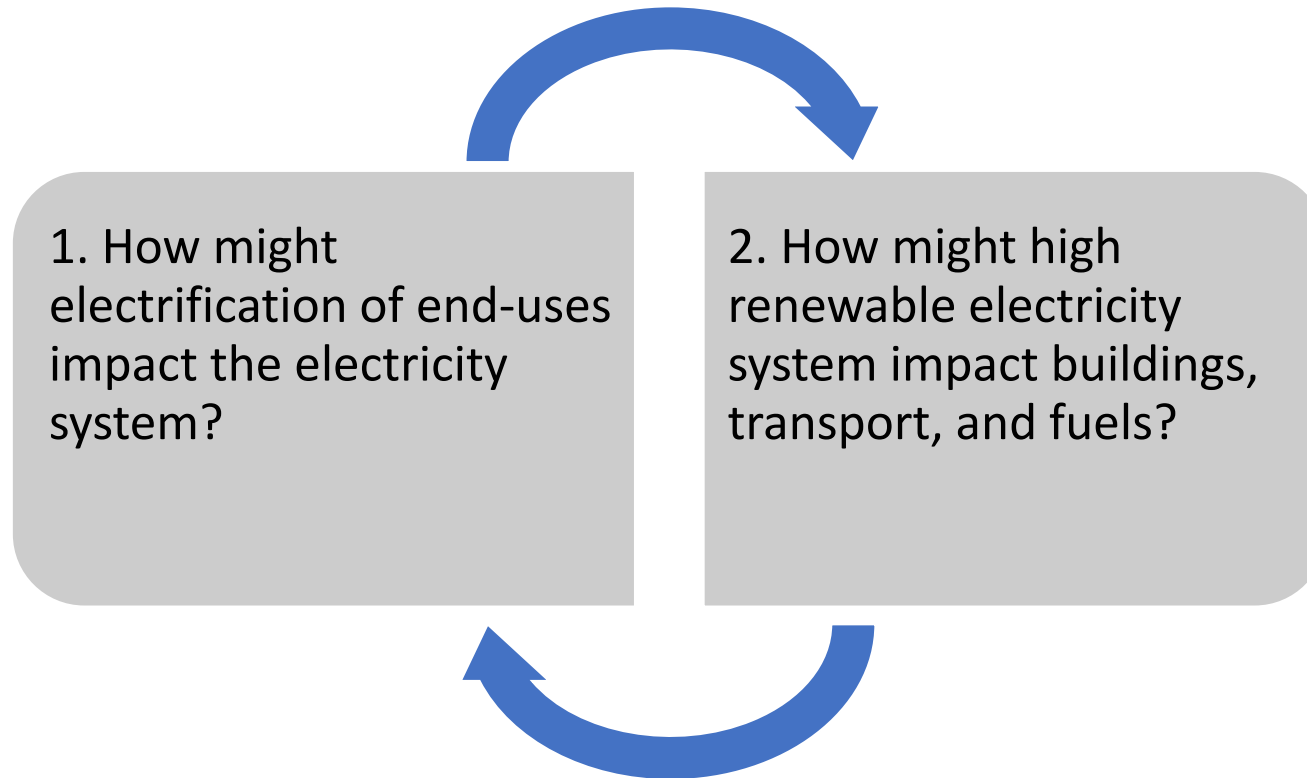 1. How might
electrification of end-uses
impact the electricity
system?
2. How might high
renewable electricity
system impact buildings,
transport, and fuels?